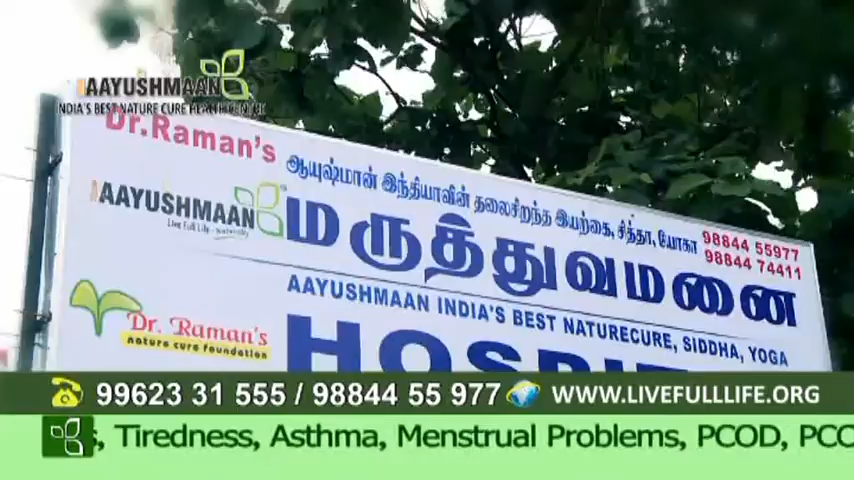 AAYUSHMAAN
INDIA'S BEST NATURE CURE HEALTH CENTRE
Dr.Raman's
ஆயுஷ்மான் இந்தியாவின் தலைசிறந்த இயற்கை, சித்தா, யோகா
98844 55977
98844 74411
AAYUSHMAAN
Live Full Life
மருத்துவமனை
AAYUSHMAAN INDIA'S BEST NATURECURE, SIDDHA, YOGA
Dr. Raman's
nature cure foundation
99623 31 555 / 98844 55 977 WWW.LIVEFULLLIFE.ORG
Tiredness, Asthma, Menstrual Problems, PCOD,